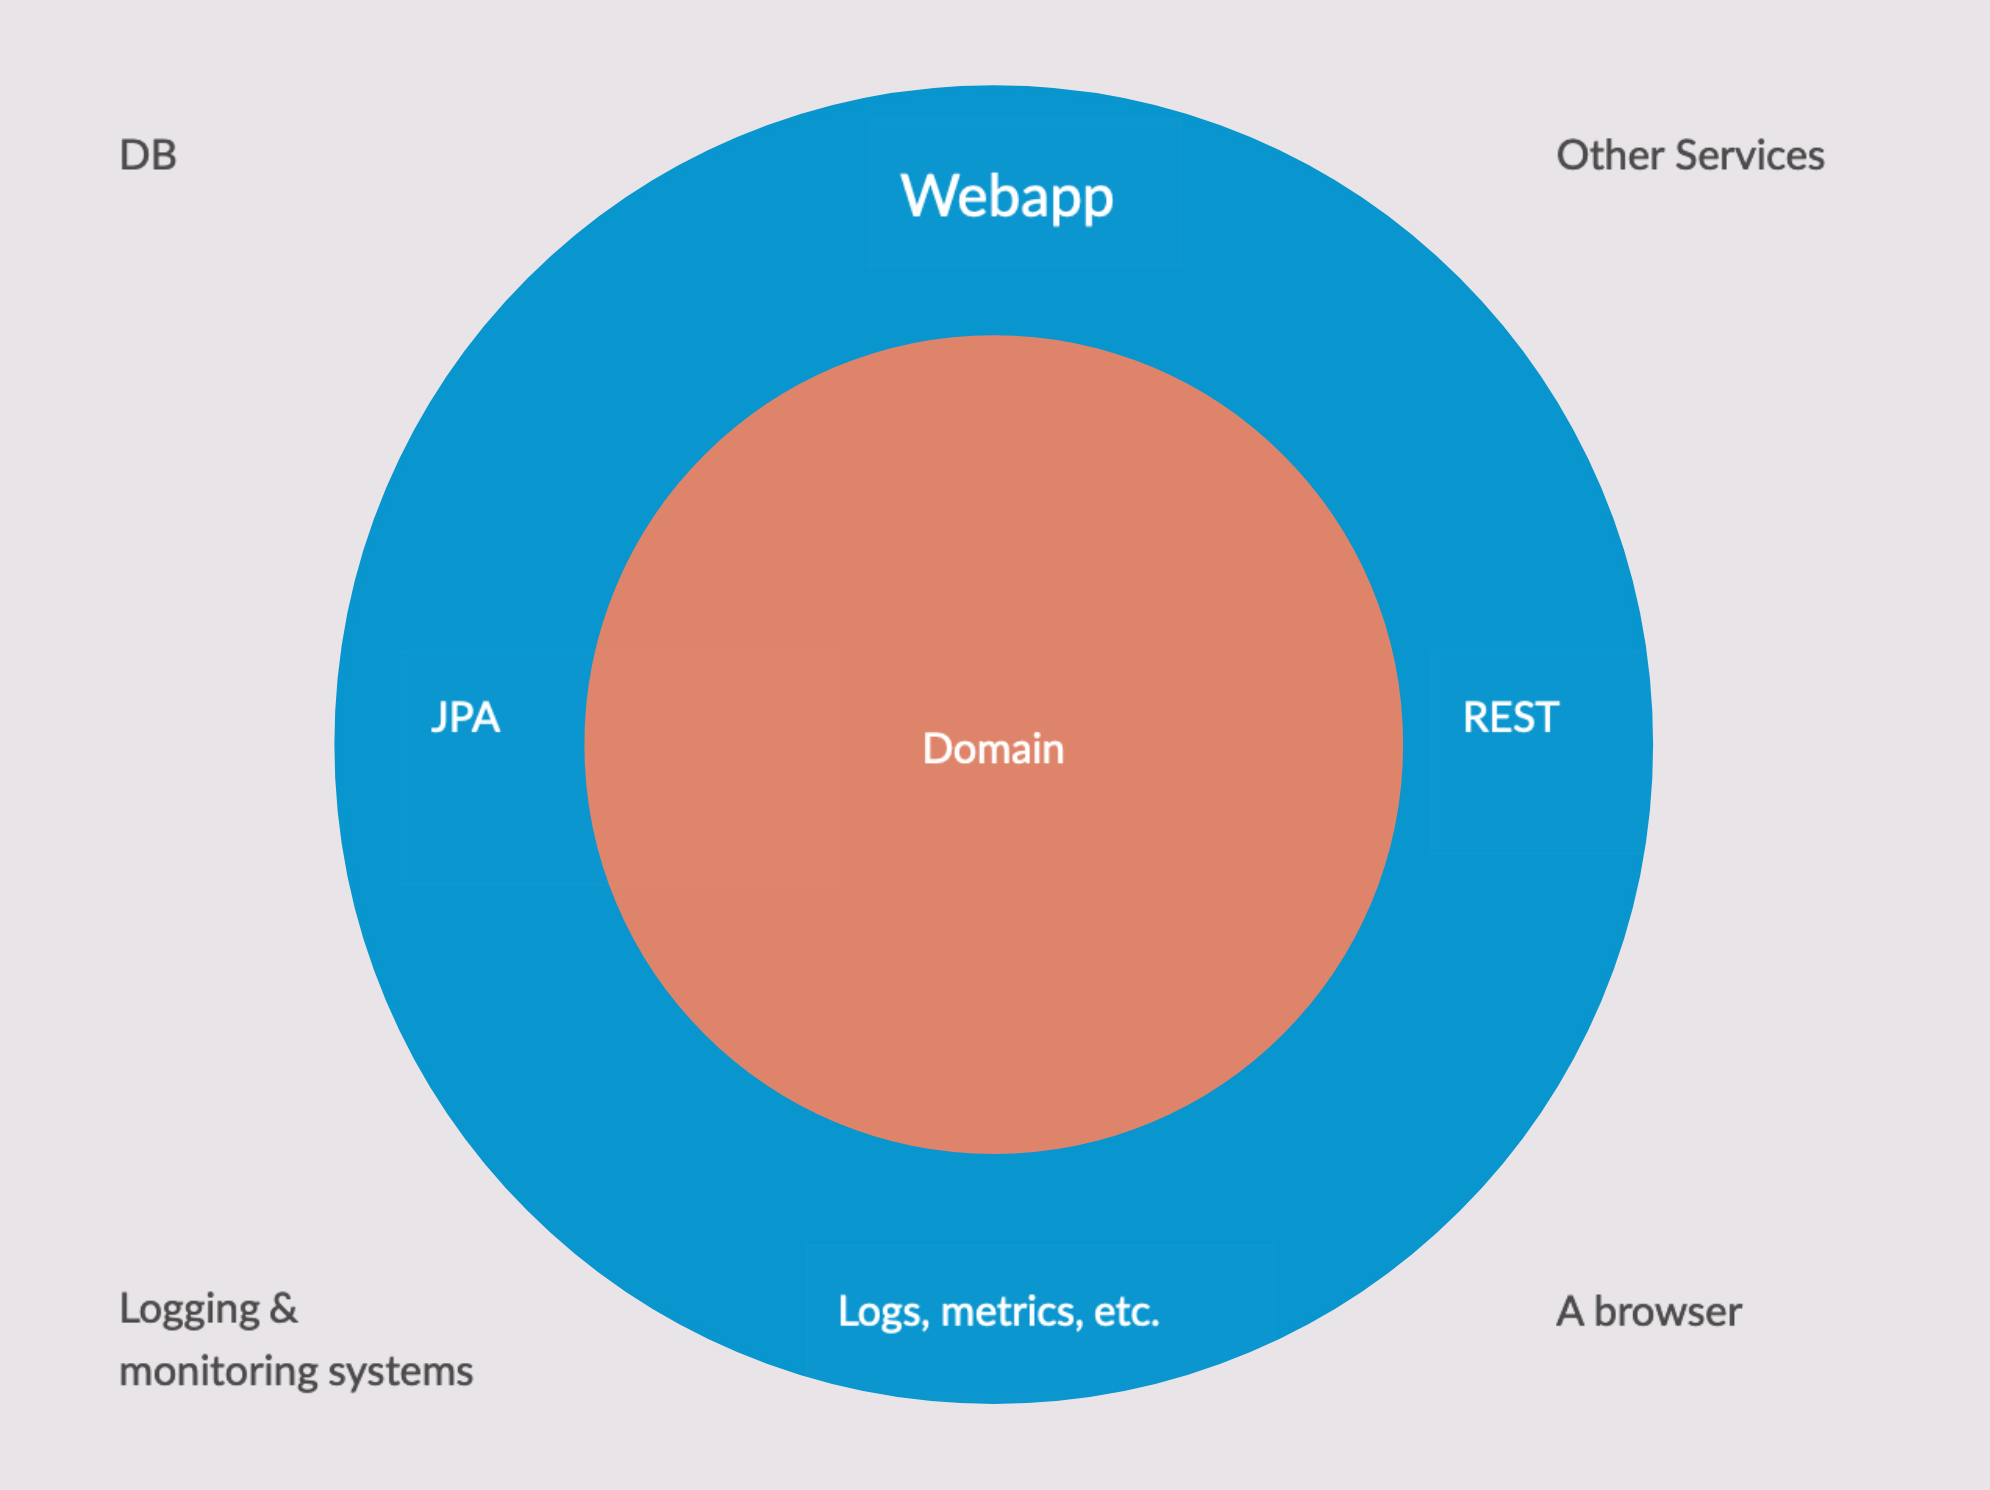 DB
Other Services
Webapp
JPA
Domain
REST
Logs, metrics, etc.
Logging &
monitoring systems
A browser